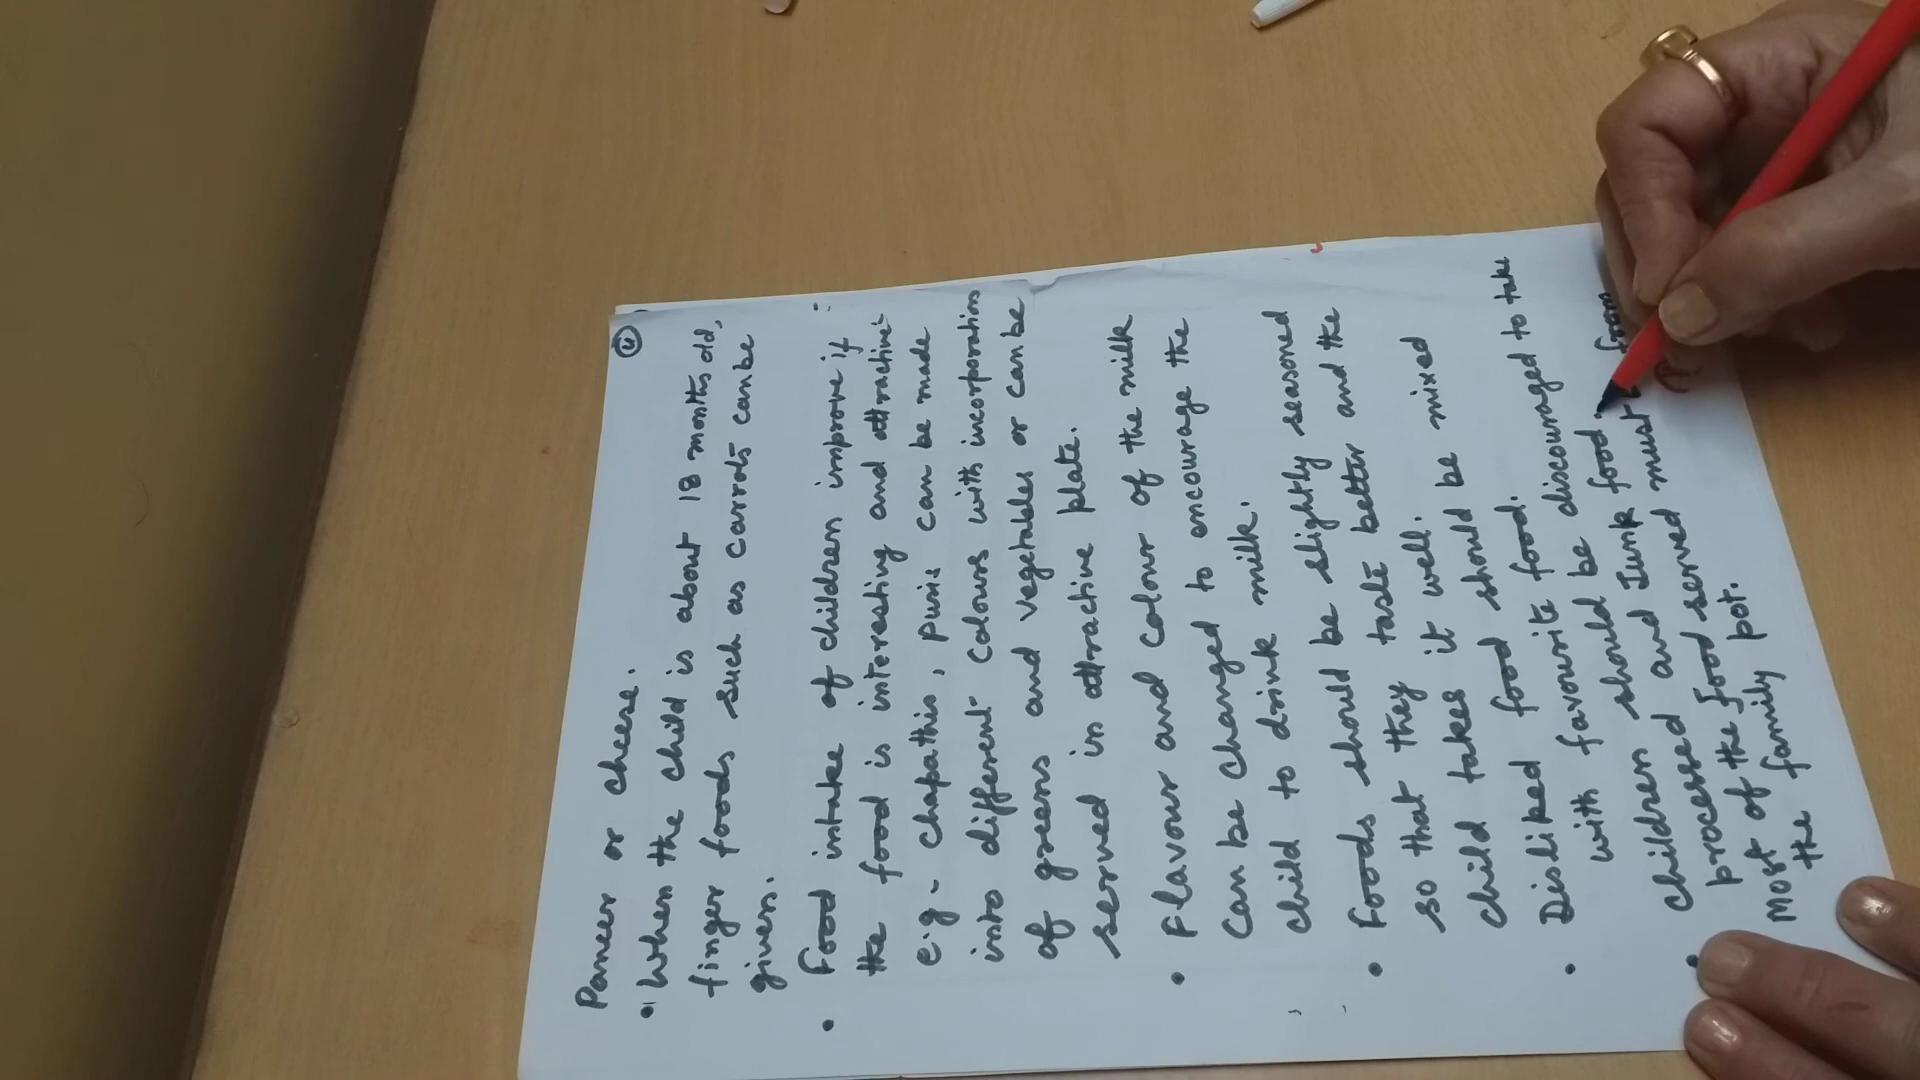 4
Paneer or cheese.
• When the child is about 18 months old,
finger foods such as carrots can be
given.
• Food intake of children improve if
the food is interesting and attractive
e.g - chapathis, puris can be made
into different colours with incorporations
of greens and vegetables or can be
served in attractive plate.
• Flavour and colour of the milk
can be changed to encourage the
child to drink milk.
• Foods should be slightly seasoned
so that they taste better and the
child takes it well.
child food should be mixed
• Disliked favourite food.
with should be discouraged to take
children and Junk food.
processed food served must from
• Most of the family pot.
the